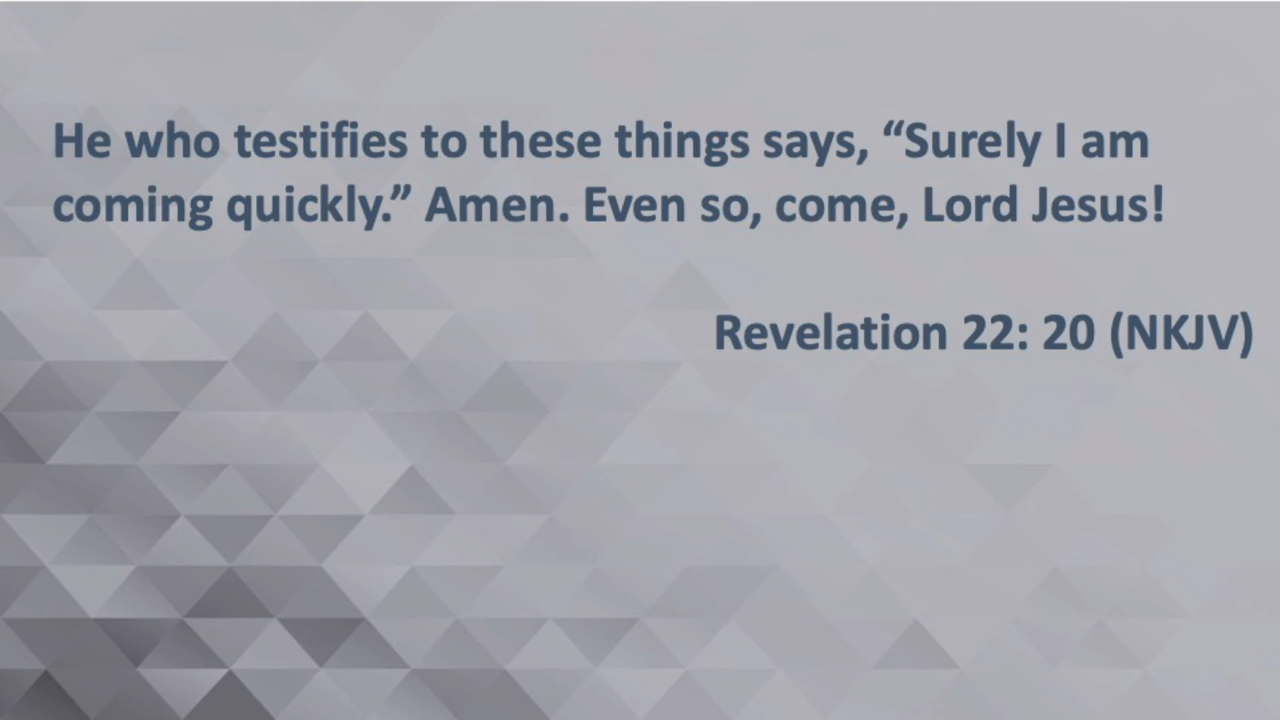 He who testifies to these things says, “Surely I am
coming quickly.” Amen. Even so, come, Lord Jesus!
Revelation 22: 20 (NKJV)